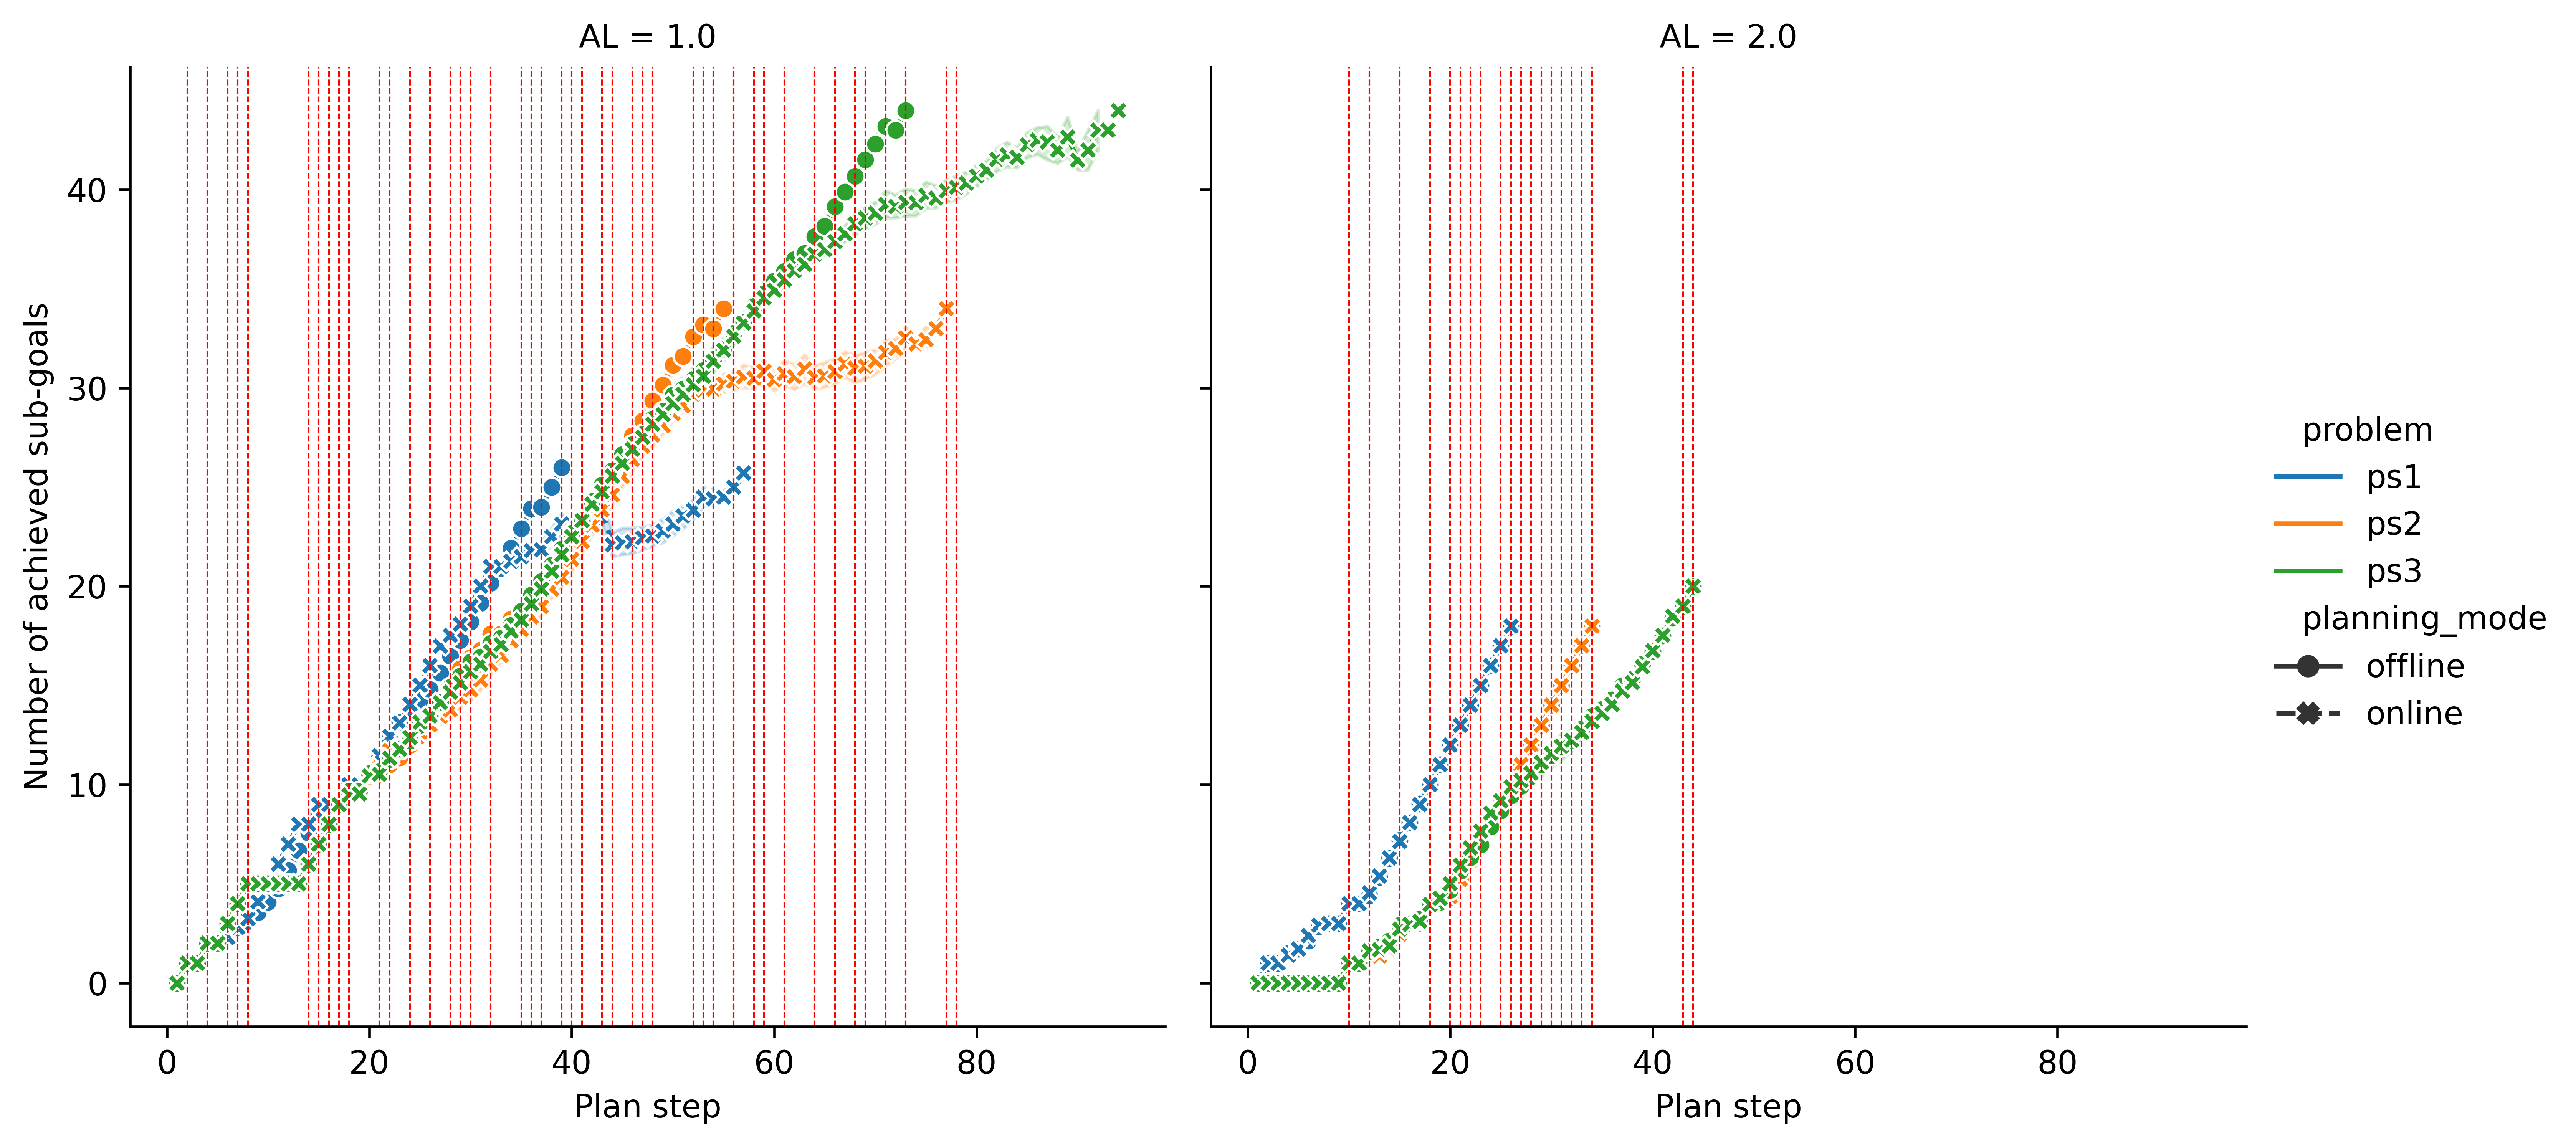 AL = 1.0
AL = 2.0
Number of achieved sub-goals
40
30
20
10
0
0 20 40 60 80
Plan step
0 20 40 60 80
Plan step
problem
ps1
ps2
ps3
planning_mode
offline
online